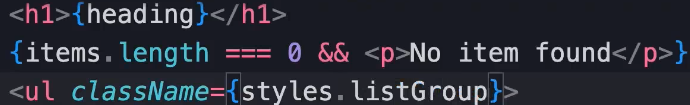 <h1>{heading}</h1>
{items.length === 0 && <p>No item found</p>}
<ul className={styles.listGroup}>